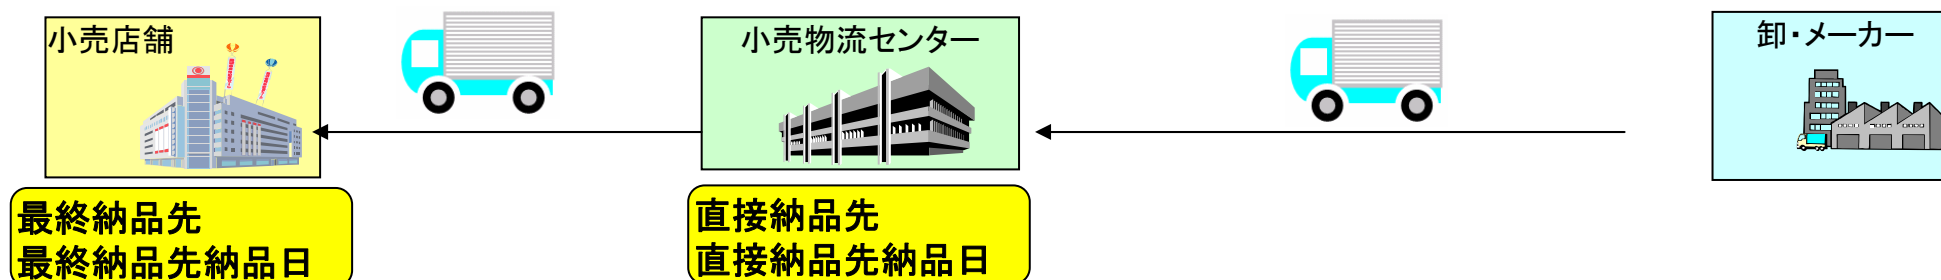 小売店舗
小売物流センター
卸・メーカー
最終納品先
最終納品先納品日
直接納品先
直接納品先納品日